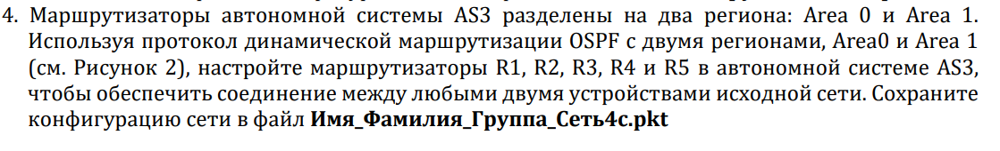 4. Маршрутизаторы автономной системы AS3 разделены на два региона: Area 0 и Area 1.
Используя протокол динамической маршрутизации OSPF с двумя регионами, Area0 и Area 1
(см. Рисунок 2), настройте маршрутизаторы R1, R2, R3, R4 и R5 в автономной системе AS3,
чтобы обеспечить соединение между любыми двумя устройствами исходной сети. Сохраните
конфигурацию сети в файл Имя_Фамилия_Группа_Сеть4c.pkt